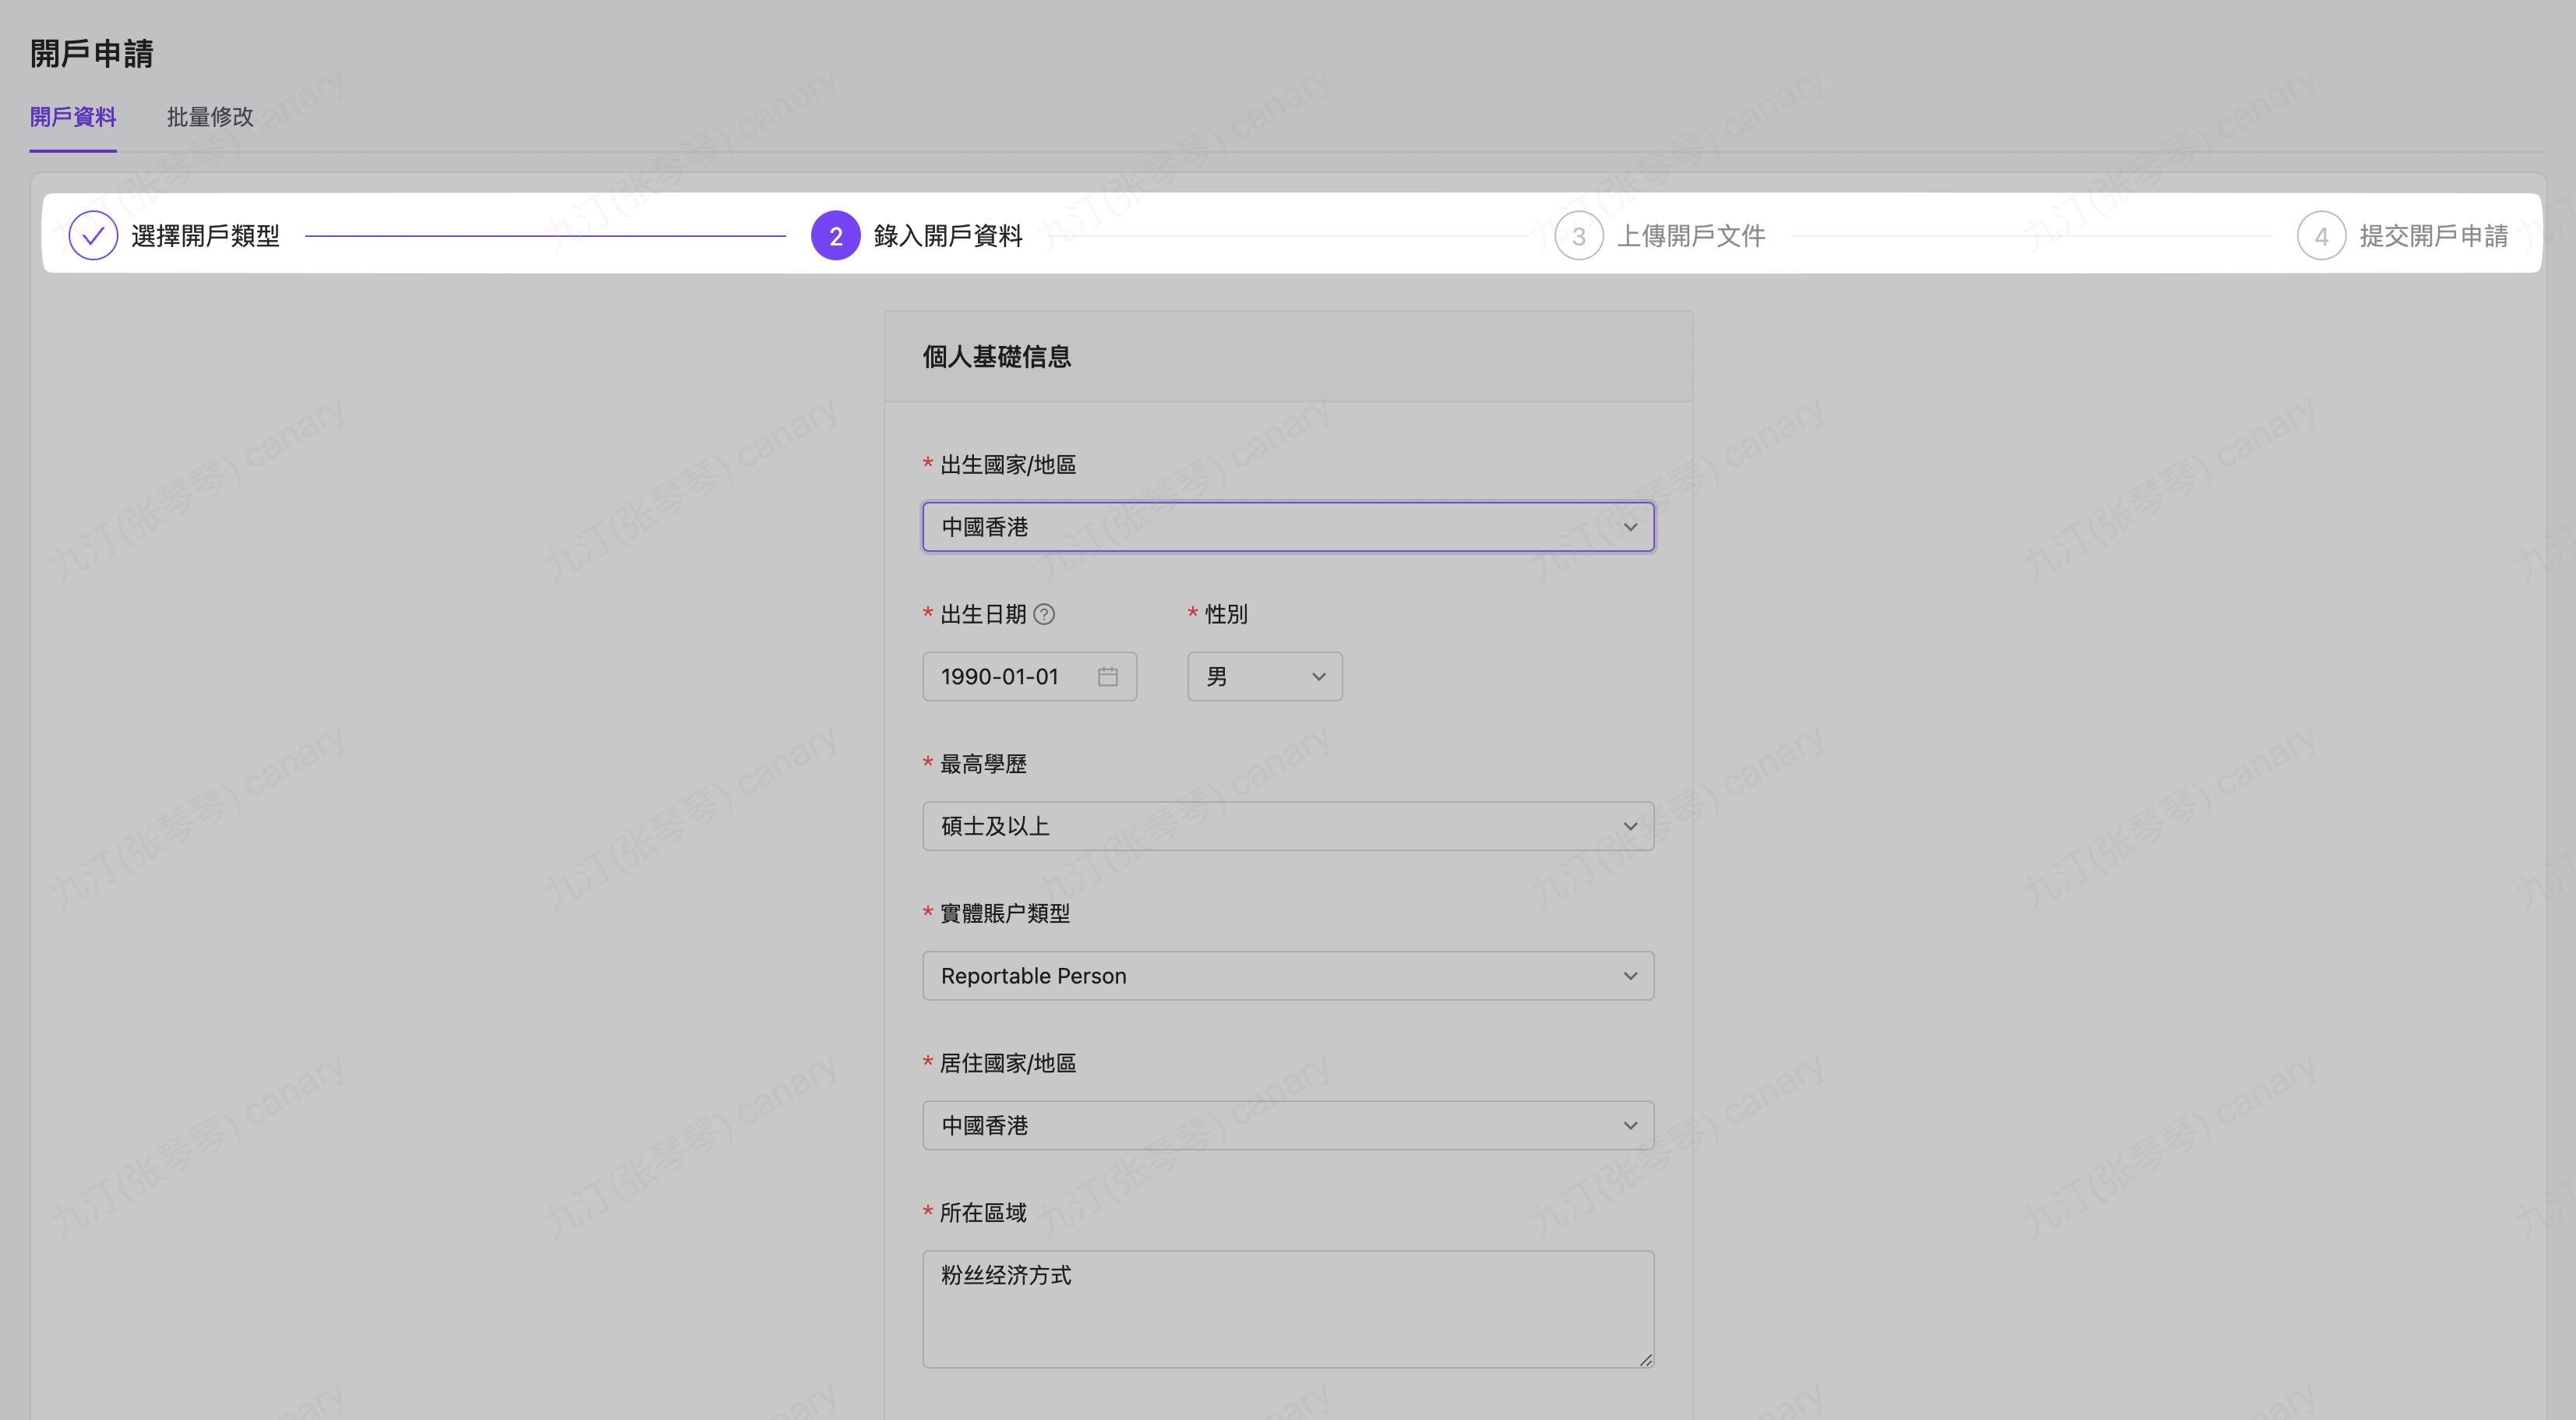 開戶申請
開戶資料 批量修改
選擇開戶類型 2 錄入開戶資料 3 上傳開戶文件 4 提交開戶申請
個人基礎信息
* 出生國家/地區
中國香港
* 出生日期 ? * 性別
1990-01-01 男
* 最高學歷
碩士及以上
* 實體賬户類型
Reportable Person
* 居住國家/地區
中國香港
* 所在區域
粉丝经济方式
九汀(张琴琴) canary